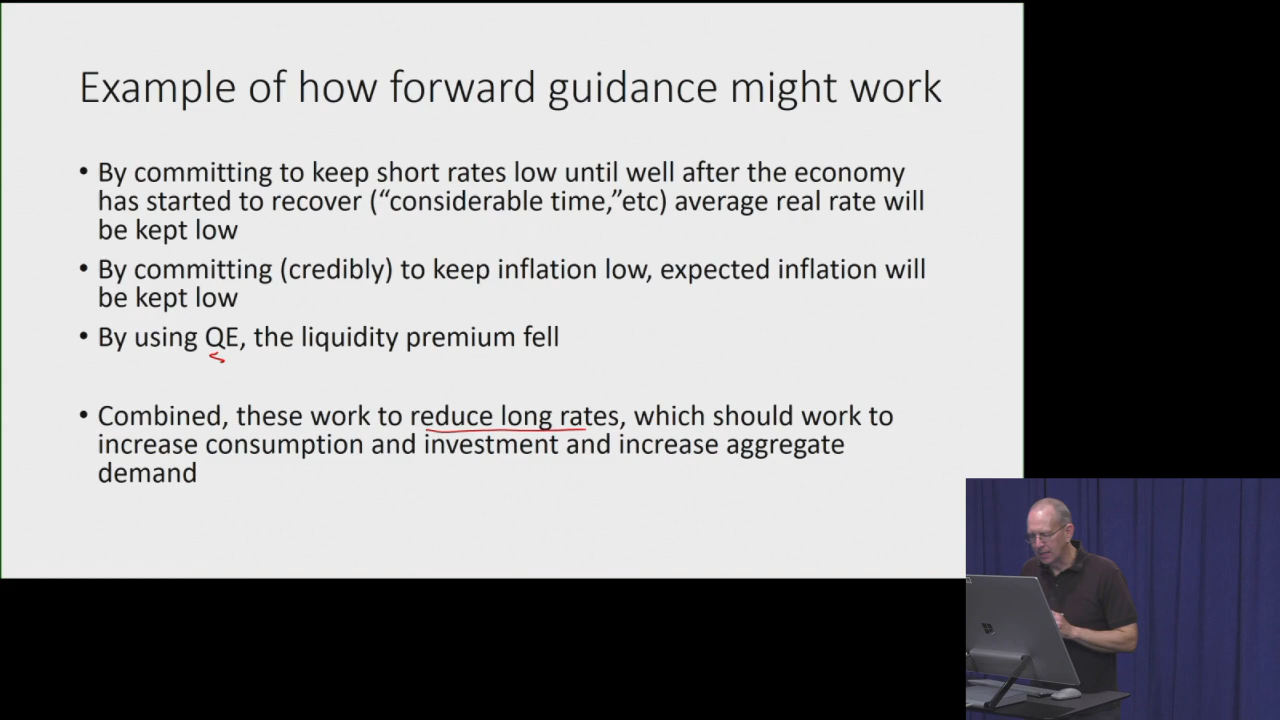 Example of how forward guidance might work
• By committing to keep short rates low until well after the economy
has started to recover (“considerable time,”etc) average real rate will
be kept low
• By committing (credibly) to keep inflation low, expected inflation will
be kept low
• By using QE, the liquidity premium fell
• Combined, these work to reduce long rates, which should work to
increase consumption and investment and increase aggregate
demand